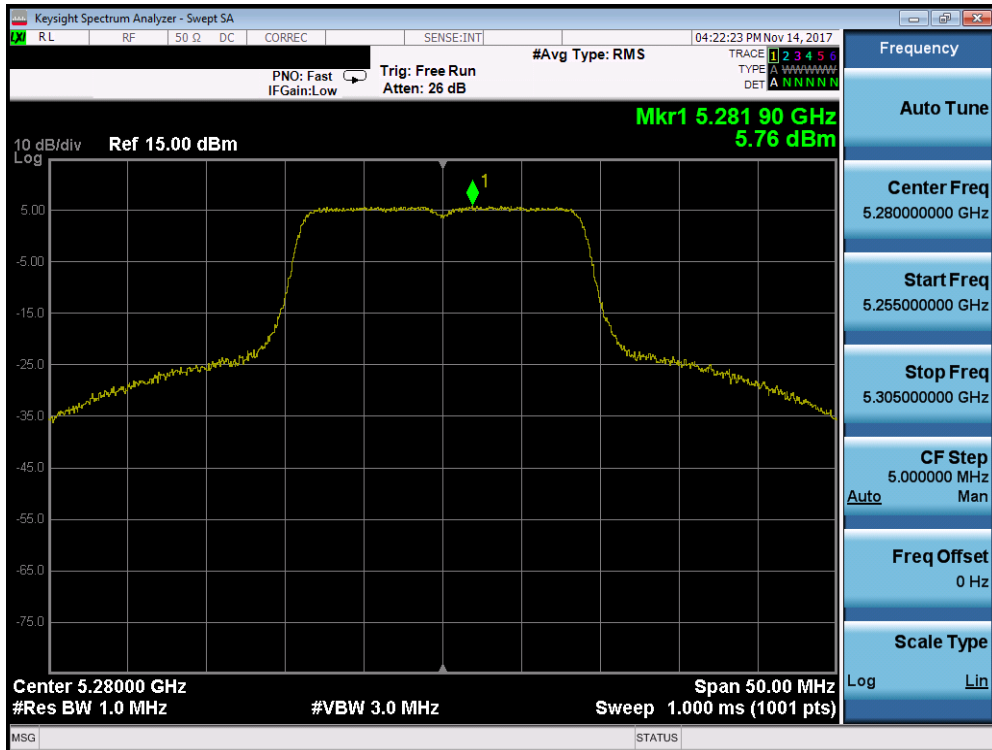 Keysight Spectrum Analyzer - Swept SA
LXI RL RF 50 Ω DC CORREC SENSE:INT 04:22:23 PM Nov 14, 2017
#Avg Type: RMS TRACE 1 2 3 4 5 6
PNO: Fast Trig: Free Run TYPE A WWWWW
IFGain:Low Atten: 26 dB DET A N N N N N
Mkr1 5.281 90 GHz
5.76 dBm
10 dB/div Ref 15.00 dBm
Log
1
5.00
-5.00
-15.0
-25.0
-35.0
-45.0
-55.0
-65.0
-75.0
Center 5.28000 GHz Span 50.00 MHz
#Res BW 1.0 MHz #VBW 3.0 MHz Sweep 1.000 ms (1001 pts)
MSG STATUS
Frequency
Auto Tune
Center Freq
5.280000000 GHz
Start Freq
5.255000000 GHz
Stop Freq
5.305000000 GHz
CF Step
5.000000 MHz
Auto Man
Freq Offset
0 Hz
Scale Type
Log Lin